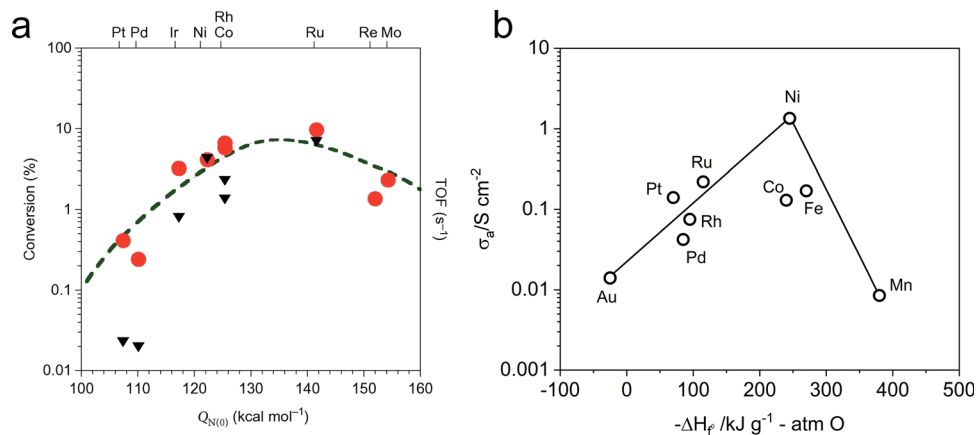 a
Rh
Pt Pd Ir Ni Co Ru Re Mo
100
10
1
0.1
0.01
Conversion (%)
TOF (s⁻¹)
100 110 120 130 140 150 160
Q_N(0) (kcal mol⁻¹)
b
10
1
0.1
0.01
0.001
σ_a/S cm⁻²
Ni
Ru
Pt
Co
Fe
Rh
Pd
Au
Mn
-100 0 100 200 300 400
-ΔH_f⁰ /kJ g⁻¹ - atm O